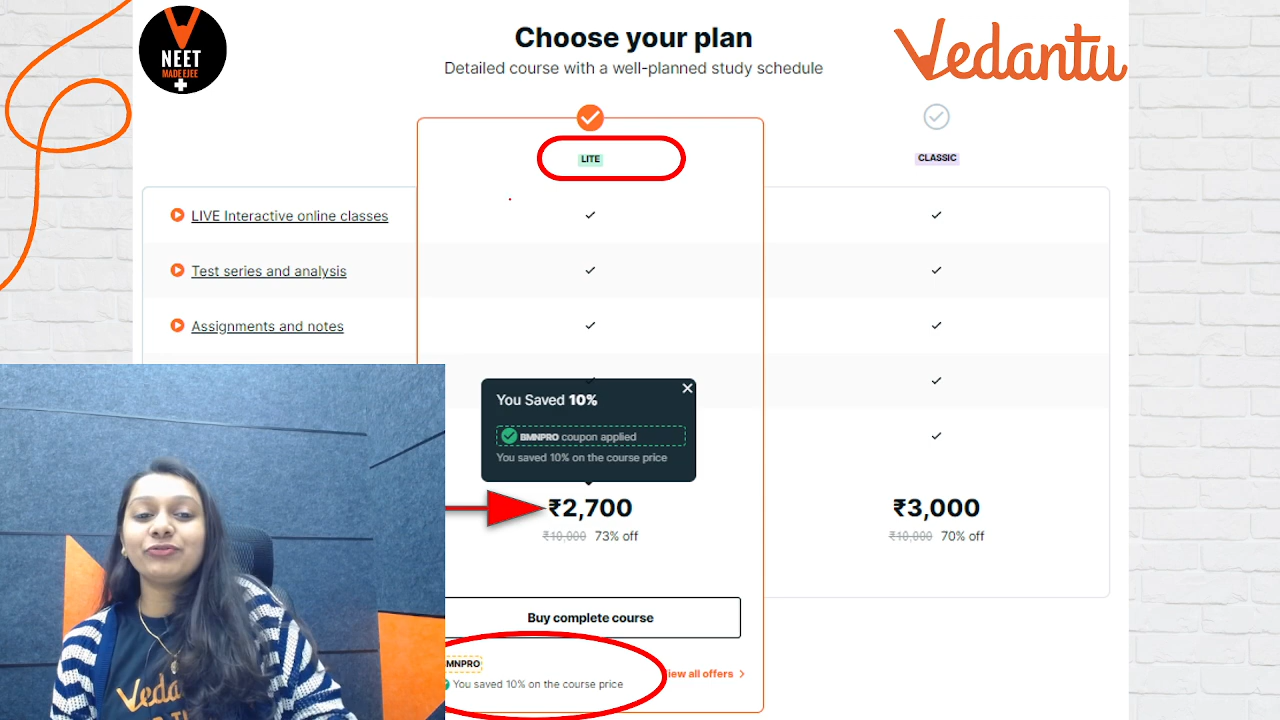 NEET
MADE EJEE
Choose your plan
Detailed course with a well-planned study schedule
Vedantu
LITE
CLASSIC
LIVE Interactive online classes
Test series and analysis
Assignments and notes
You Saved 10%
BMNPRO coupon applied
You saved 10% on the course price
₹2,700
₹10,000 73% off
₹3,000
₹10,000 70% off
Buy complete course
MNPRO
You saved 10% on the course price
iew all offers